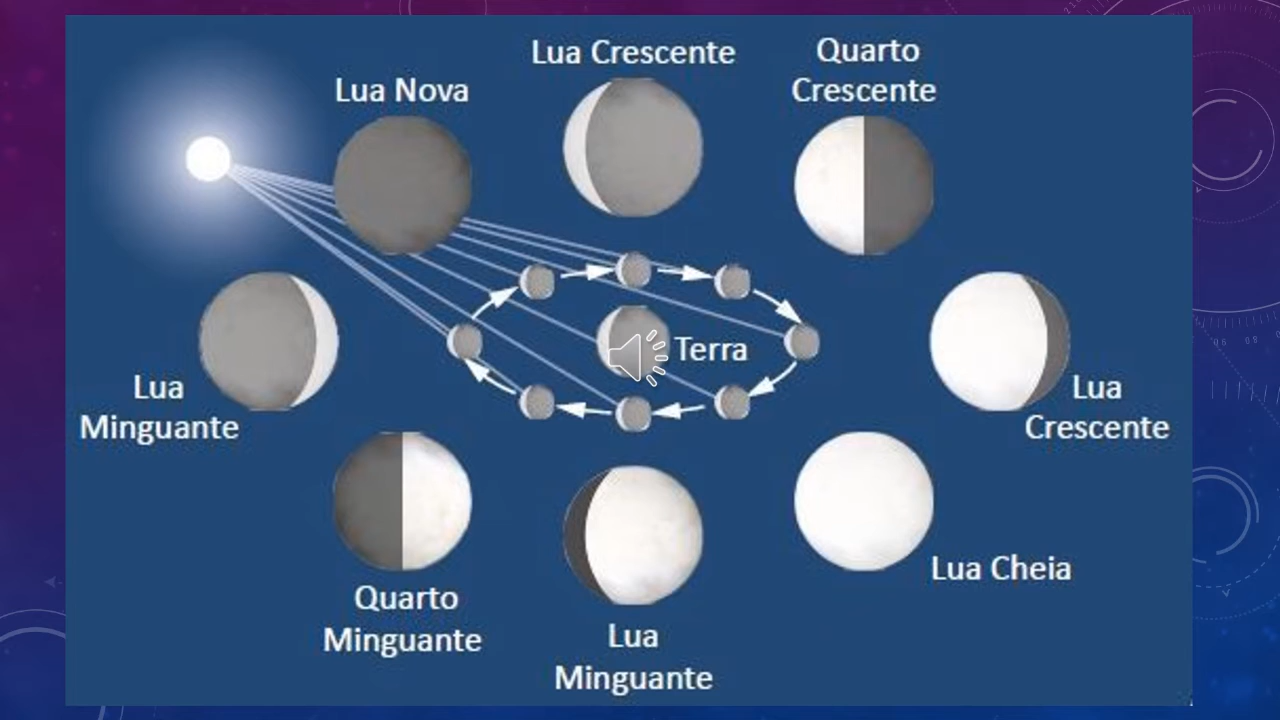 Lua Crescente
Quarto
Crescente
Lua Nova
Terra
Lua
Minguante
Lua
Crescente
Lua Cheia
Quarto
Minguante
Lua
Minguante